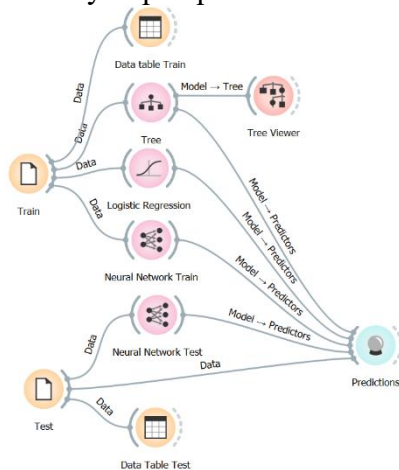 Data table Train
Data
Model → Tree
Data
Tree
Tree Viewer
Data
Train
Logistic Regression
Model → Predictors
Data
Model → Predictors
Model → Predictors
Neural Network Train
Model → Predictors
Data
Neural Network Test
Data
Predictions
Test
Data
Data Table Test